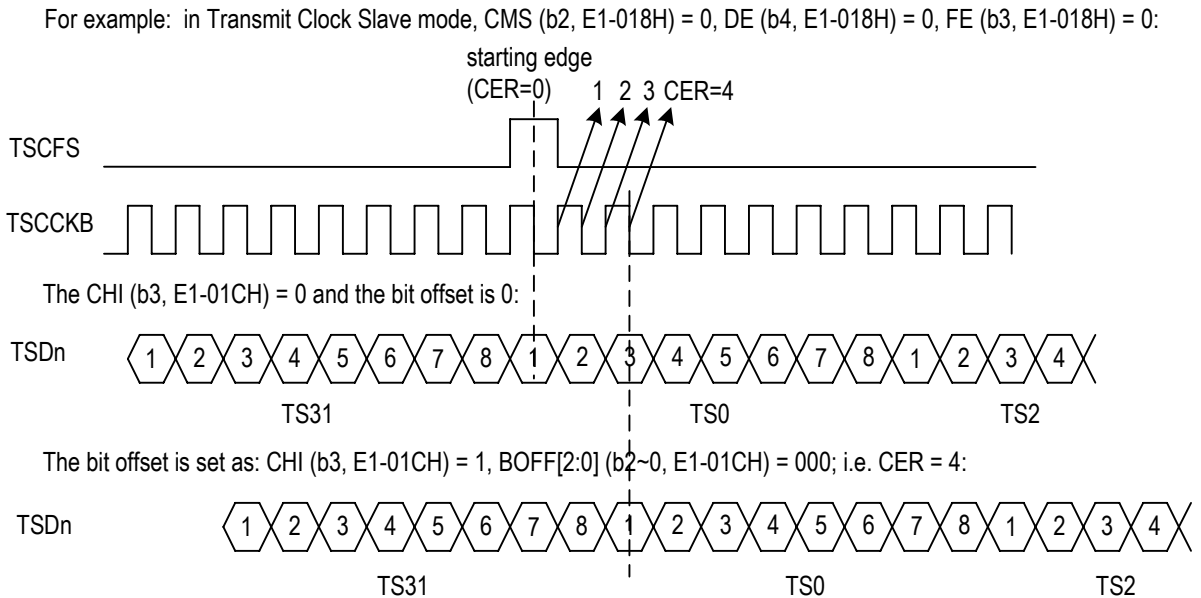 For example: in Transmit Clock Slave mode, CMS (b2, E1-018H) = 0, DE (b4, E1-018H) = 0, FE (b3, E1-018H) = 0:
starting edge
(CER=0) 1 2 3 CER=4
TSCFS
TSCCKB
The CHI (b3, E1-01CH) = 0 and the bit offset is 0:
TSDn 1 2 3 4 5 6 7 8 1 2 3 4 5 6 7 8 1 2 3 4
TS31 TS0 TS2
The bit offset is set as: CHI (b3, E1-01CH) = 1, BOFF[2:0] (b2~0, E1-01CH) = 000; i.e. CER = 4:
TSDn 1 2 3 4 5 6 7 8 1 2 3 4 5 6 7 8 1 2 3 4
TS31 TS0 TS2